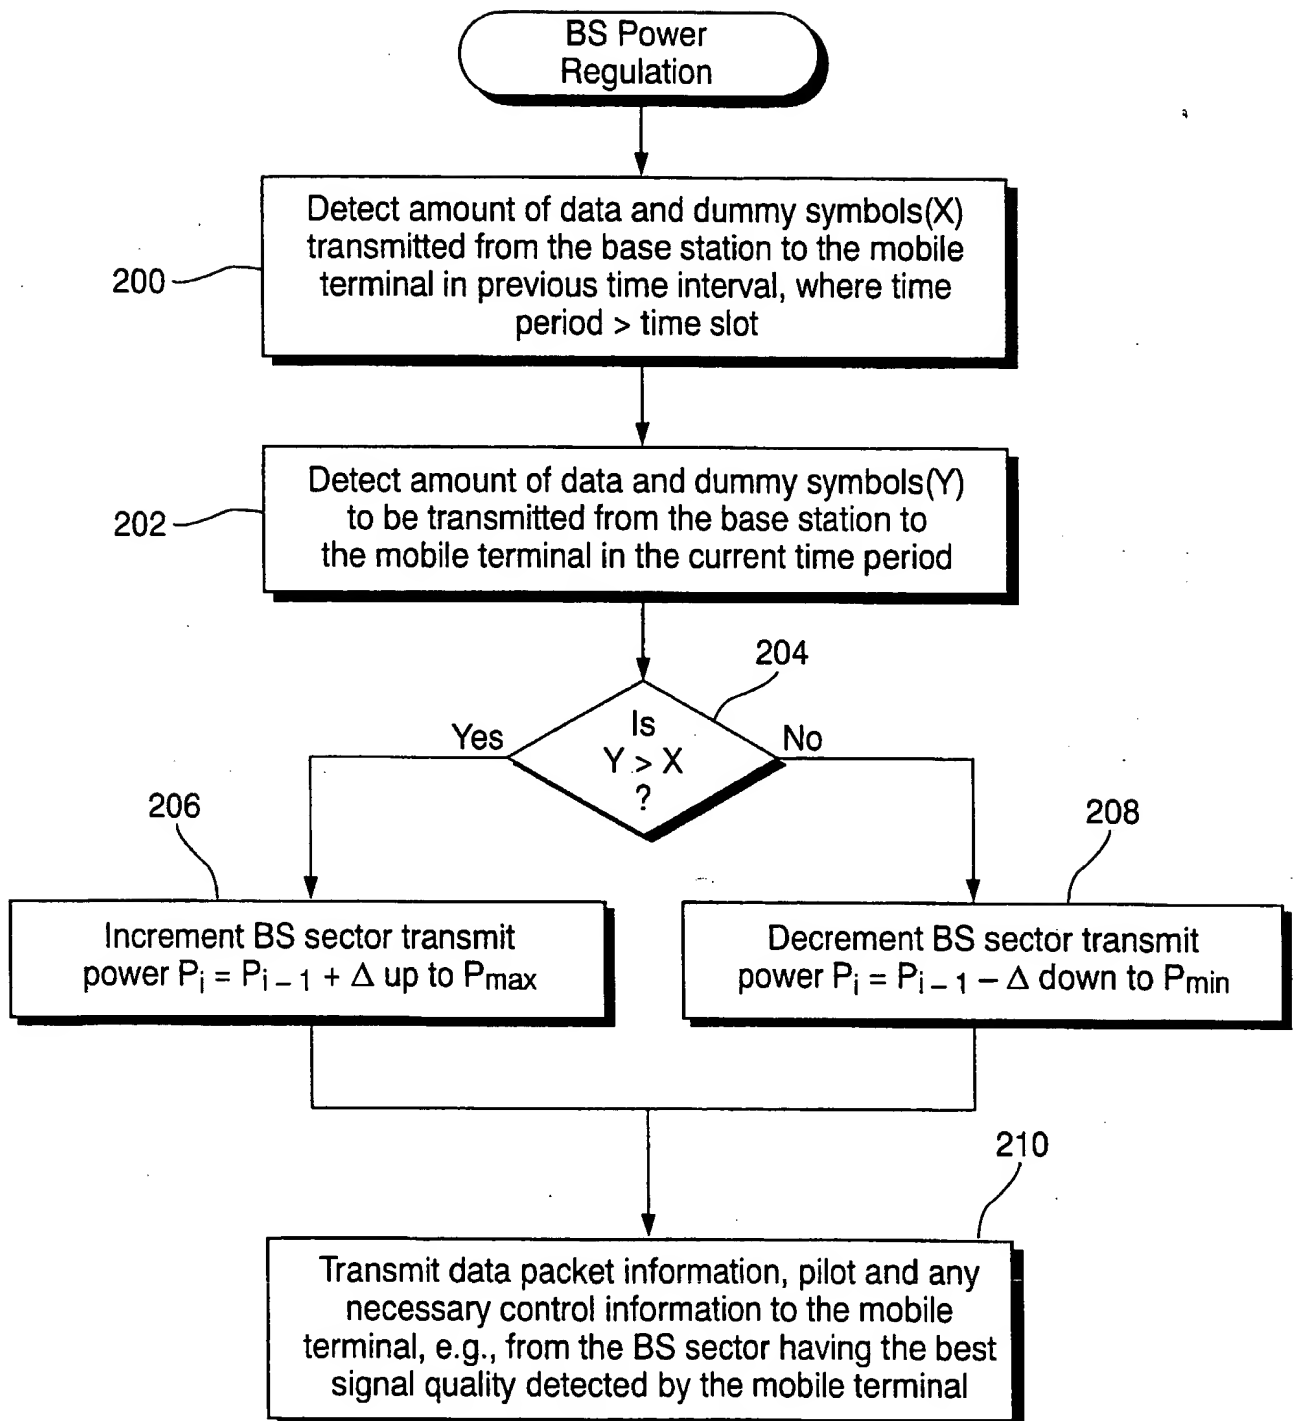 BS Power
Regulation
Detect amount of data and dummy symbols(X)
transmitted from the base station to the mobile
terminal in previous time interval, where time
period > time slot
200
Detect amount of data and dummy symbols(Y)
to be transmitted from the base station to
the mobile terminal in the current time period
202
204
Is
Y > X
?
Yes
No
206
208
Increment BS sector transmit
power Pi = Pi – 1 + Δ up to Pmax
Decrement BS sector transmit
power Pi = Pi – 1 – Δ down to Pmin
210
Transmit data packet information, pilot and any
necessary control information to the mobile
terminal, e.g., from the BS sector having the best
signal quality detected by the mobile terminal